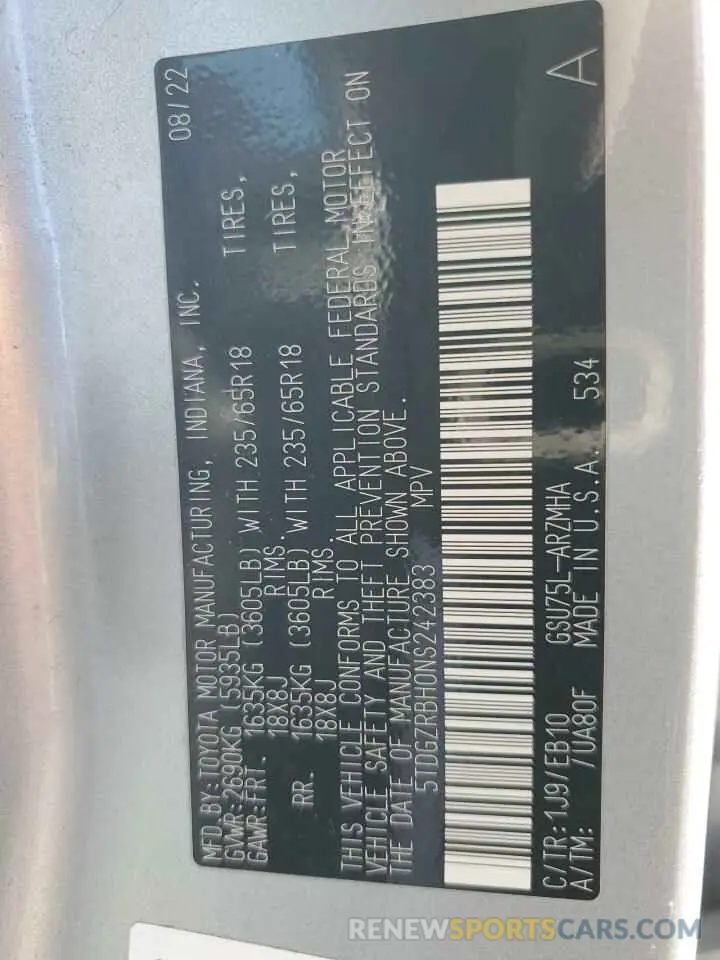 MFD BY:TOYOTA MOTOR MANUFACTURING, INDIANA, INC. 08/22
GVWR:2690KG (5935LB)
GAWR:FRT. 1635KG (3605LB) WITH 235/65R18 TIRES,
18X8J RIMS.
RR. 1635KG (3605LB) WITH 235/65R18 TIRES,
18X8J RIMS.
THIS VEHICLE CONFORMS TO ALL APPLICABLE FEDERAL MOTOR
VEHICLE SAFETY AND THEFT PREVENTION STANDARDS IN EFFECT ON
THE DATE OF MANUFACTURE SHOWN ABOVE.
5TDGZRBH0NS242383 MPV
A
C/TR:1J9/EB10 GSU75L-ARZMHA
A/TM: /UA80F MADE IN U.S.A. 534
RENEWSPORTSCARS.COM